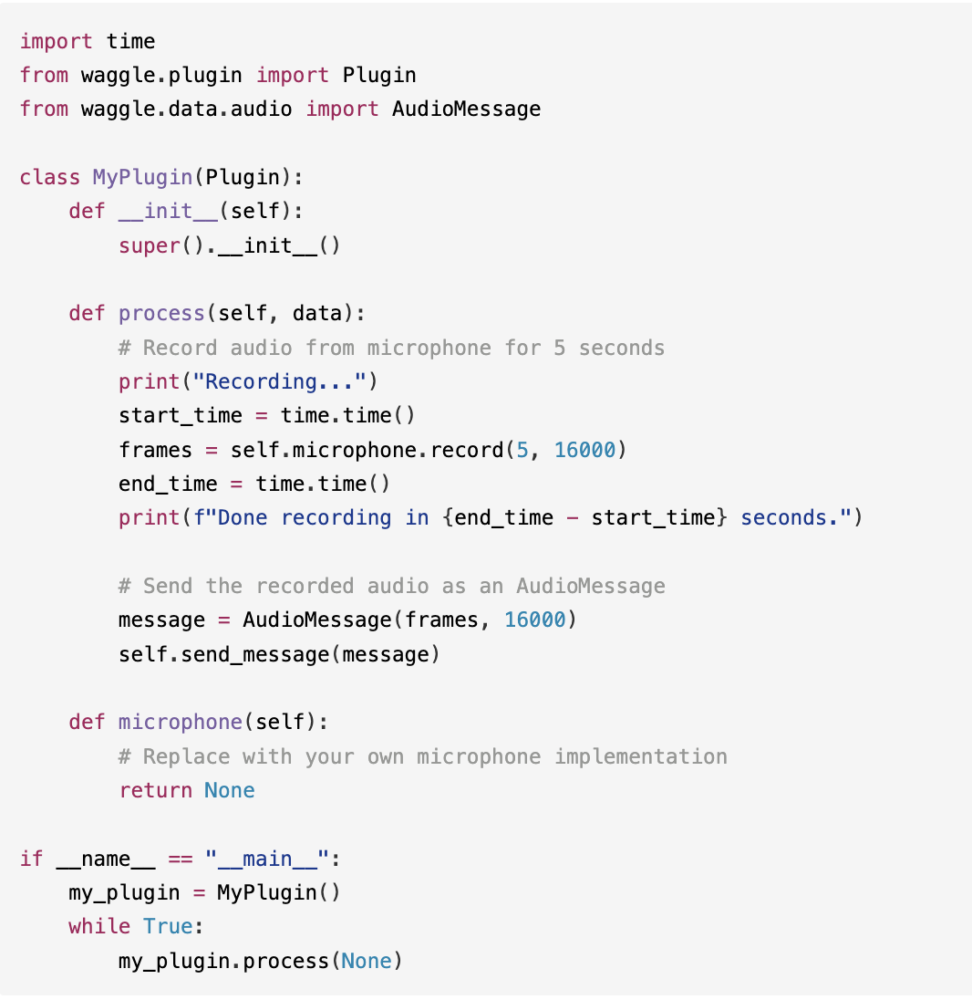 import time
from waggle.plugin import Plugin
from waggle.data.audio import AudioMessage

class MyPlugin(Plugin):
    def __init__(self):
        super().__init__()

    def process(self, data):
        # Record audio from microphone for 5 seconds
        print("Recording...")
        start_time = time.time()
        frames = self.microphone.record(5, 16000)
        end_time = time.time()
        print(f"Done recording in {end_time - start_time} seconds.")

        # Send the recorded audio as an AudioMessage
        message = AudioMessage(frames, 16000)
        self.send_message(message)

    def microphone(self):
        # Replace with your own microphone implementation
        return None

if __name__ == "__main__":
    my_plugin = MyPlugin()
    while True:
        my_plugin.process(None)